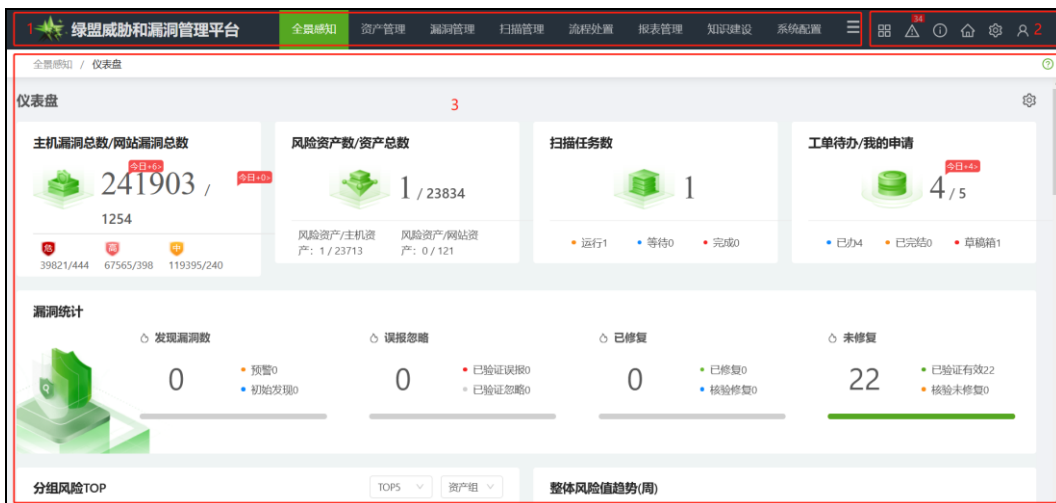 1 绿盟威胁和漏洞管理平台 全景感知 资产管理 漏洞管理 扫描管理 流程处置 报表管理 知识建设 系统配置 34 2
全景感知 / 仪表盘
仪表盘 3
主机漏洞总数/网站漏洞总数 风险资产数/资产总数 扫描任务数 工单待办/我的申请
今日+6> 今日+0> 今日+4>
241903 / 1 / 23834 1 4 / 5
1254
风险资产/主机资 风险资产/网站资
产: 1 / 23713 产: 0 / 121 运行1 等待0 完成0 已办4 已完结0 草稿箱1
危 高 中
39821/444 67565/398 119395/240
漏洞统计
发现漏洞数 误报忽略 已修复 未修复
0 预警0 0 已验证误报0 0 已修复0 22 已验证有效22
初始发现0 已验证忽略0 核验修复0 核验未修复0
分组风险TOP TOP5 资产组 整体风险值趋势(周)